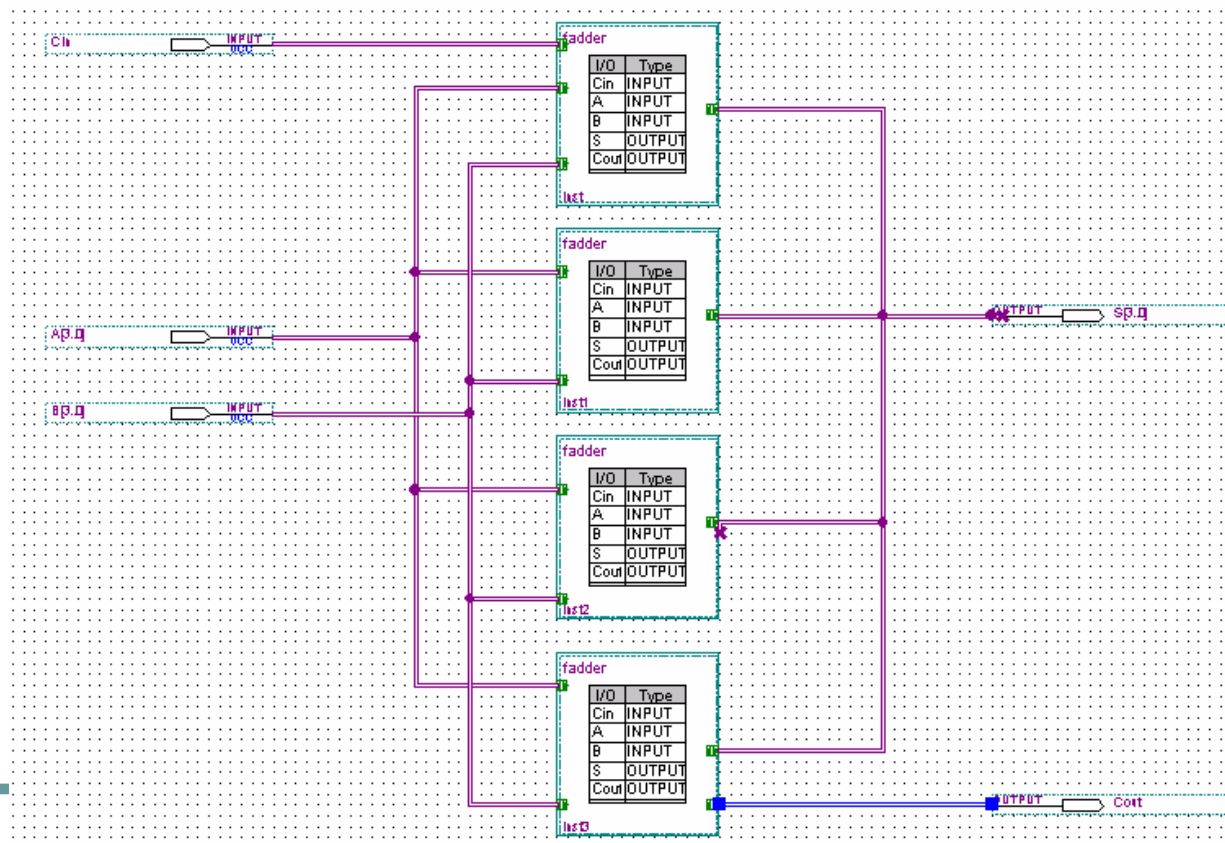 Cin INPUT
VCC
fadder
I/O Type
Cin INPUT
A INPUT
B INPUT
S OUTPUT
Cout OUTPUT
inst
fadder
I/O Type
Cin INPUT
A INPUT
B INPUT
S OUTPUT
Cout OUTPUT
inst1
A[3..0] INPUT
VCC
OUTPUT S[3..0]
B[3..0] INPUT
VCC
fadder
I/O Type
Cin INPUT
A INPUT
B INPUT
S OUTPUT
Cout OUTPUT
inst2
fadder
I/O Type
Cin INPUT
A INPUT
B INPUT
S OUTPUT
Cout OUTPUT
inst3
OUTPUT Cout